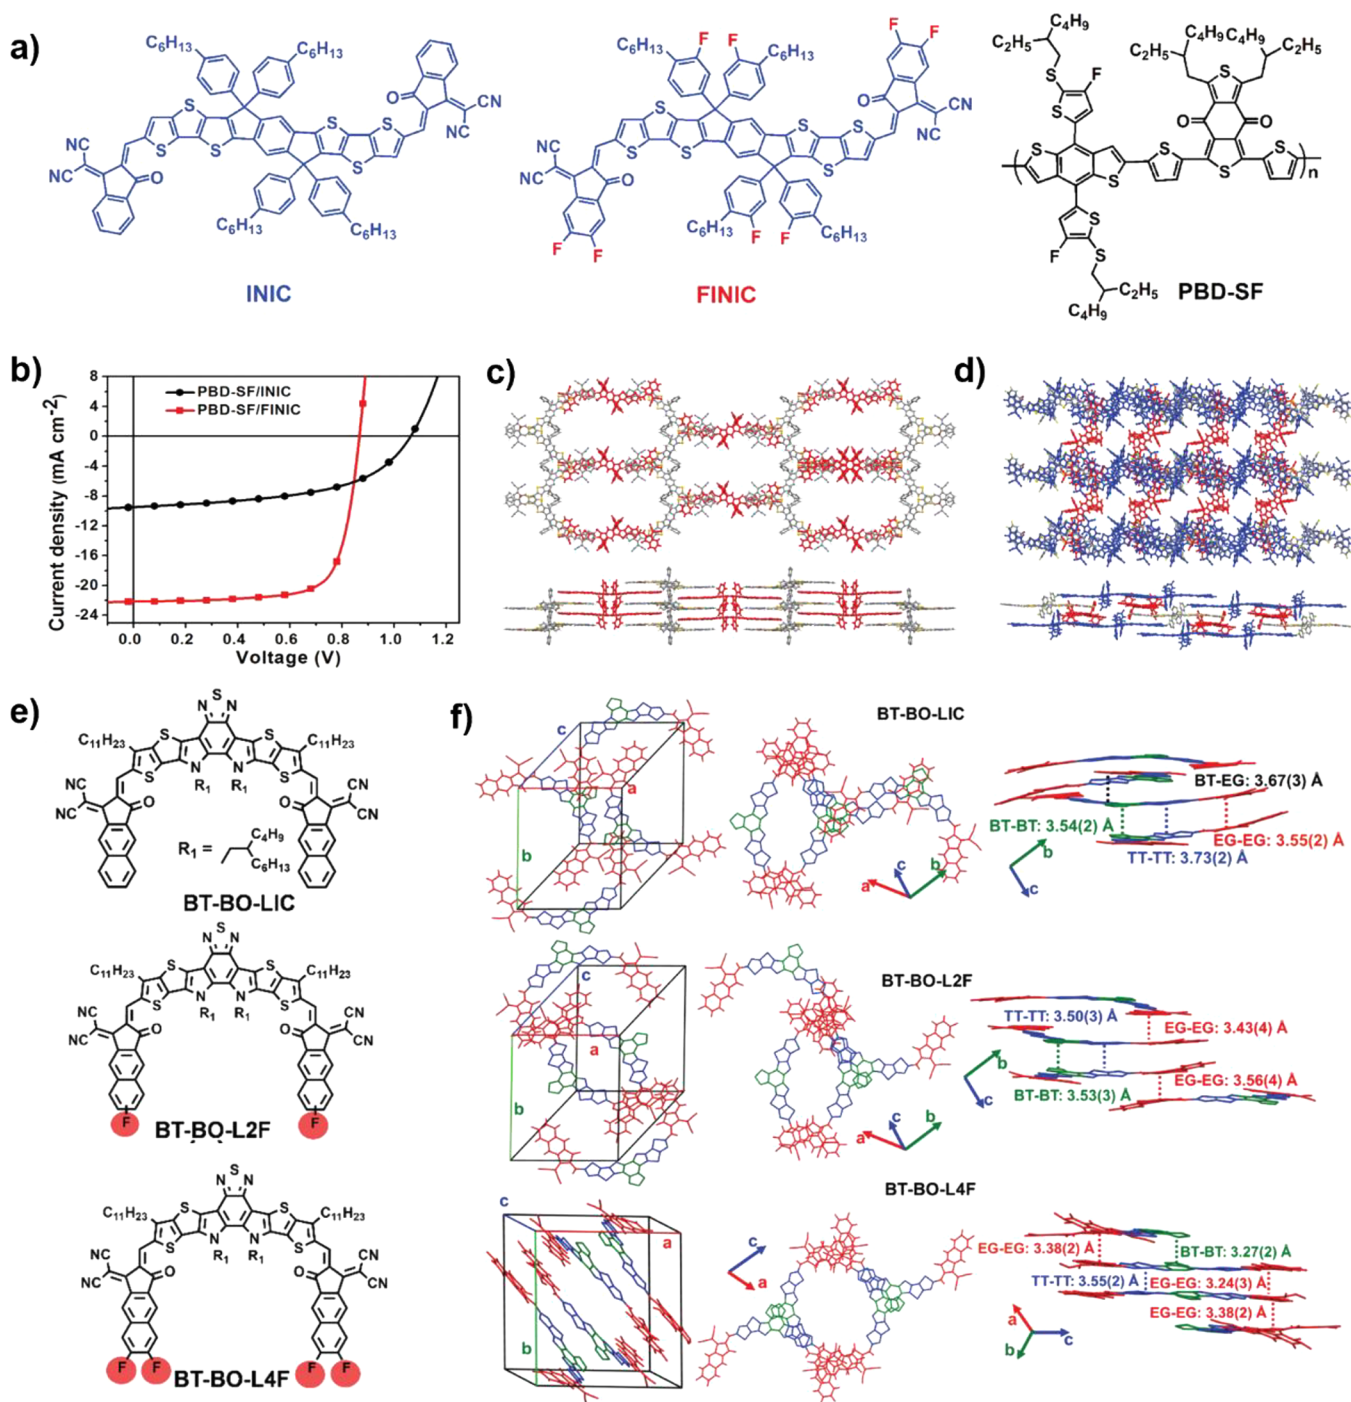 a)
C6H13
C6H13
S
S
S
S
S
S
O
CN
CN
NC
NC
O
C6H13
C6H13
INIC
C6H13
F
F
C6H13
F
F
S
S
S
S
S
S
O
CN
CN
NC
NC
O
F
F
C6H13
F
F
C6H13
FINIC
C4H9
C2H5
S
F
S
C4H9
C4H9
C2H5
C2H5
S
O
O
S
S
S
S
S
n
S
F
S
C2H5
C4H9
PBD-SF
b)
Current density (mA cm-2)
8
4
0
-4
-8
-12
-16
-20
-24
PBD-SF/INIC
PBD-SF/FINIC
0.0
0.2
0.4
0.6
0.8
1.0
1.2
Voltage (V)
c)
d)
e)
S
N N
C11H23
C11H23
S
S
S
N
N
S
R1
R1
NC
NC
O
O
CN
CN
R1 =
C4H9
C6H13
BT-BO-LIC
S
N N
C11H23
C11H23
S
S
S
N
N
S
R1
R1
NC
NC
O
O
CN
CN
F
F
BT-BO-L2F
S
N N
C11H23
C11H23
S
S
S
N
N
S
R1
R1
NC
NC
O
O
CN
CN
F F
F F
BT-BO-L4F
f)
BT-BO-LIC
c
a
b
a
c
b
BT-EG: 3.67(3) Å
BT-BT: 3.54(2) Å
EG-EG: 3.55(2) Å
TT-TT: 3.73(2) Å
b
c
BT-BO-L2F
c
a
b
a
c
b
TT-TT: 3.50(3) Å
EG-EG: 3.43(4) Å
EG-EG: 3.56(4) Å
BT-BT: 3.53(3) Å
b
c
BT-BO-L4F
c
a
b
c
a
EG-EG: 3.38(2) Å
BT-BT: 3.27(2) Å
TT-TT: 3.55(2) Å
EG-EG: 3.24(3) Å
EG-EG: 3.38(2) Å
a
b
c